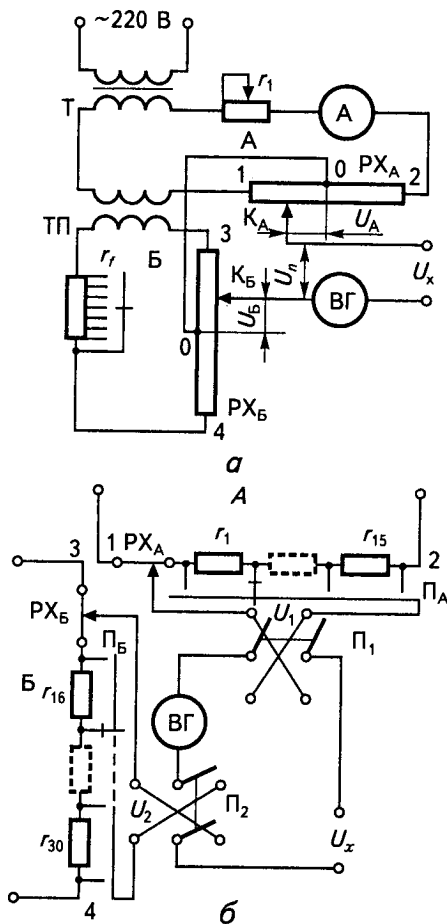 ~220 В
Т
r₁
А
А
1
0
РХА
2
КА
UА
ТП
3
rf
Б
КБ
Uп
Ux
UБ
ВГ
0
РХБ
4
а
А
3
1
РХА
r₁
r₁₅
2
ПА
РХБ
ПБ
U₁
П₁
Б
r₁₆
ВГ
U₂
П₂
Ux
r₃₀
4
б